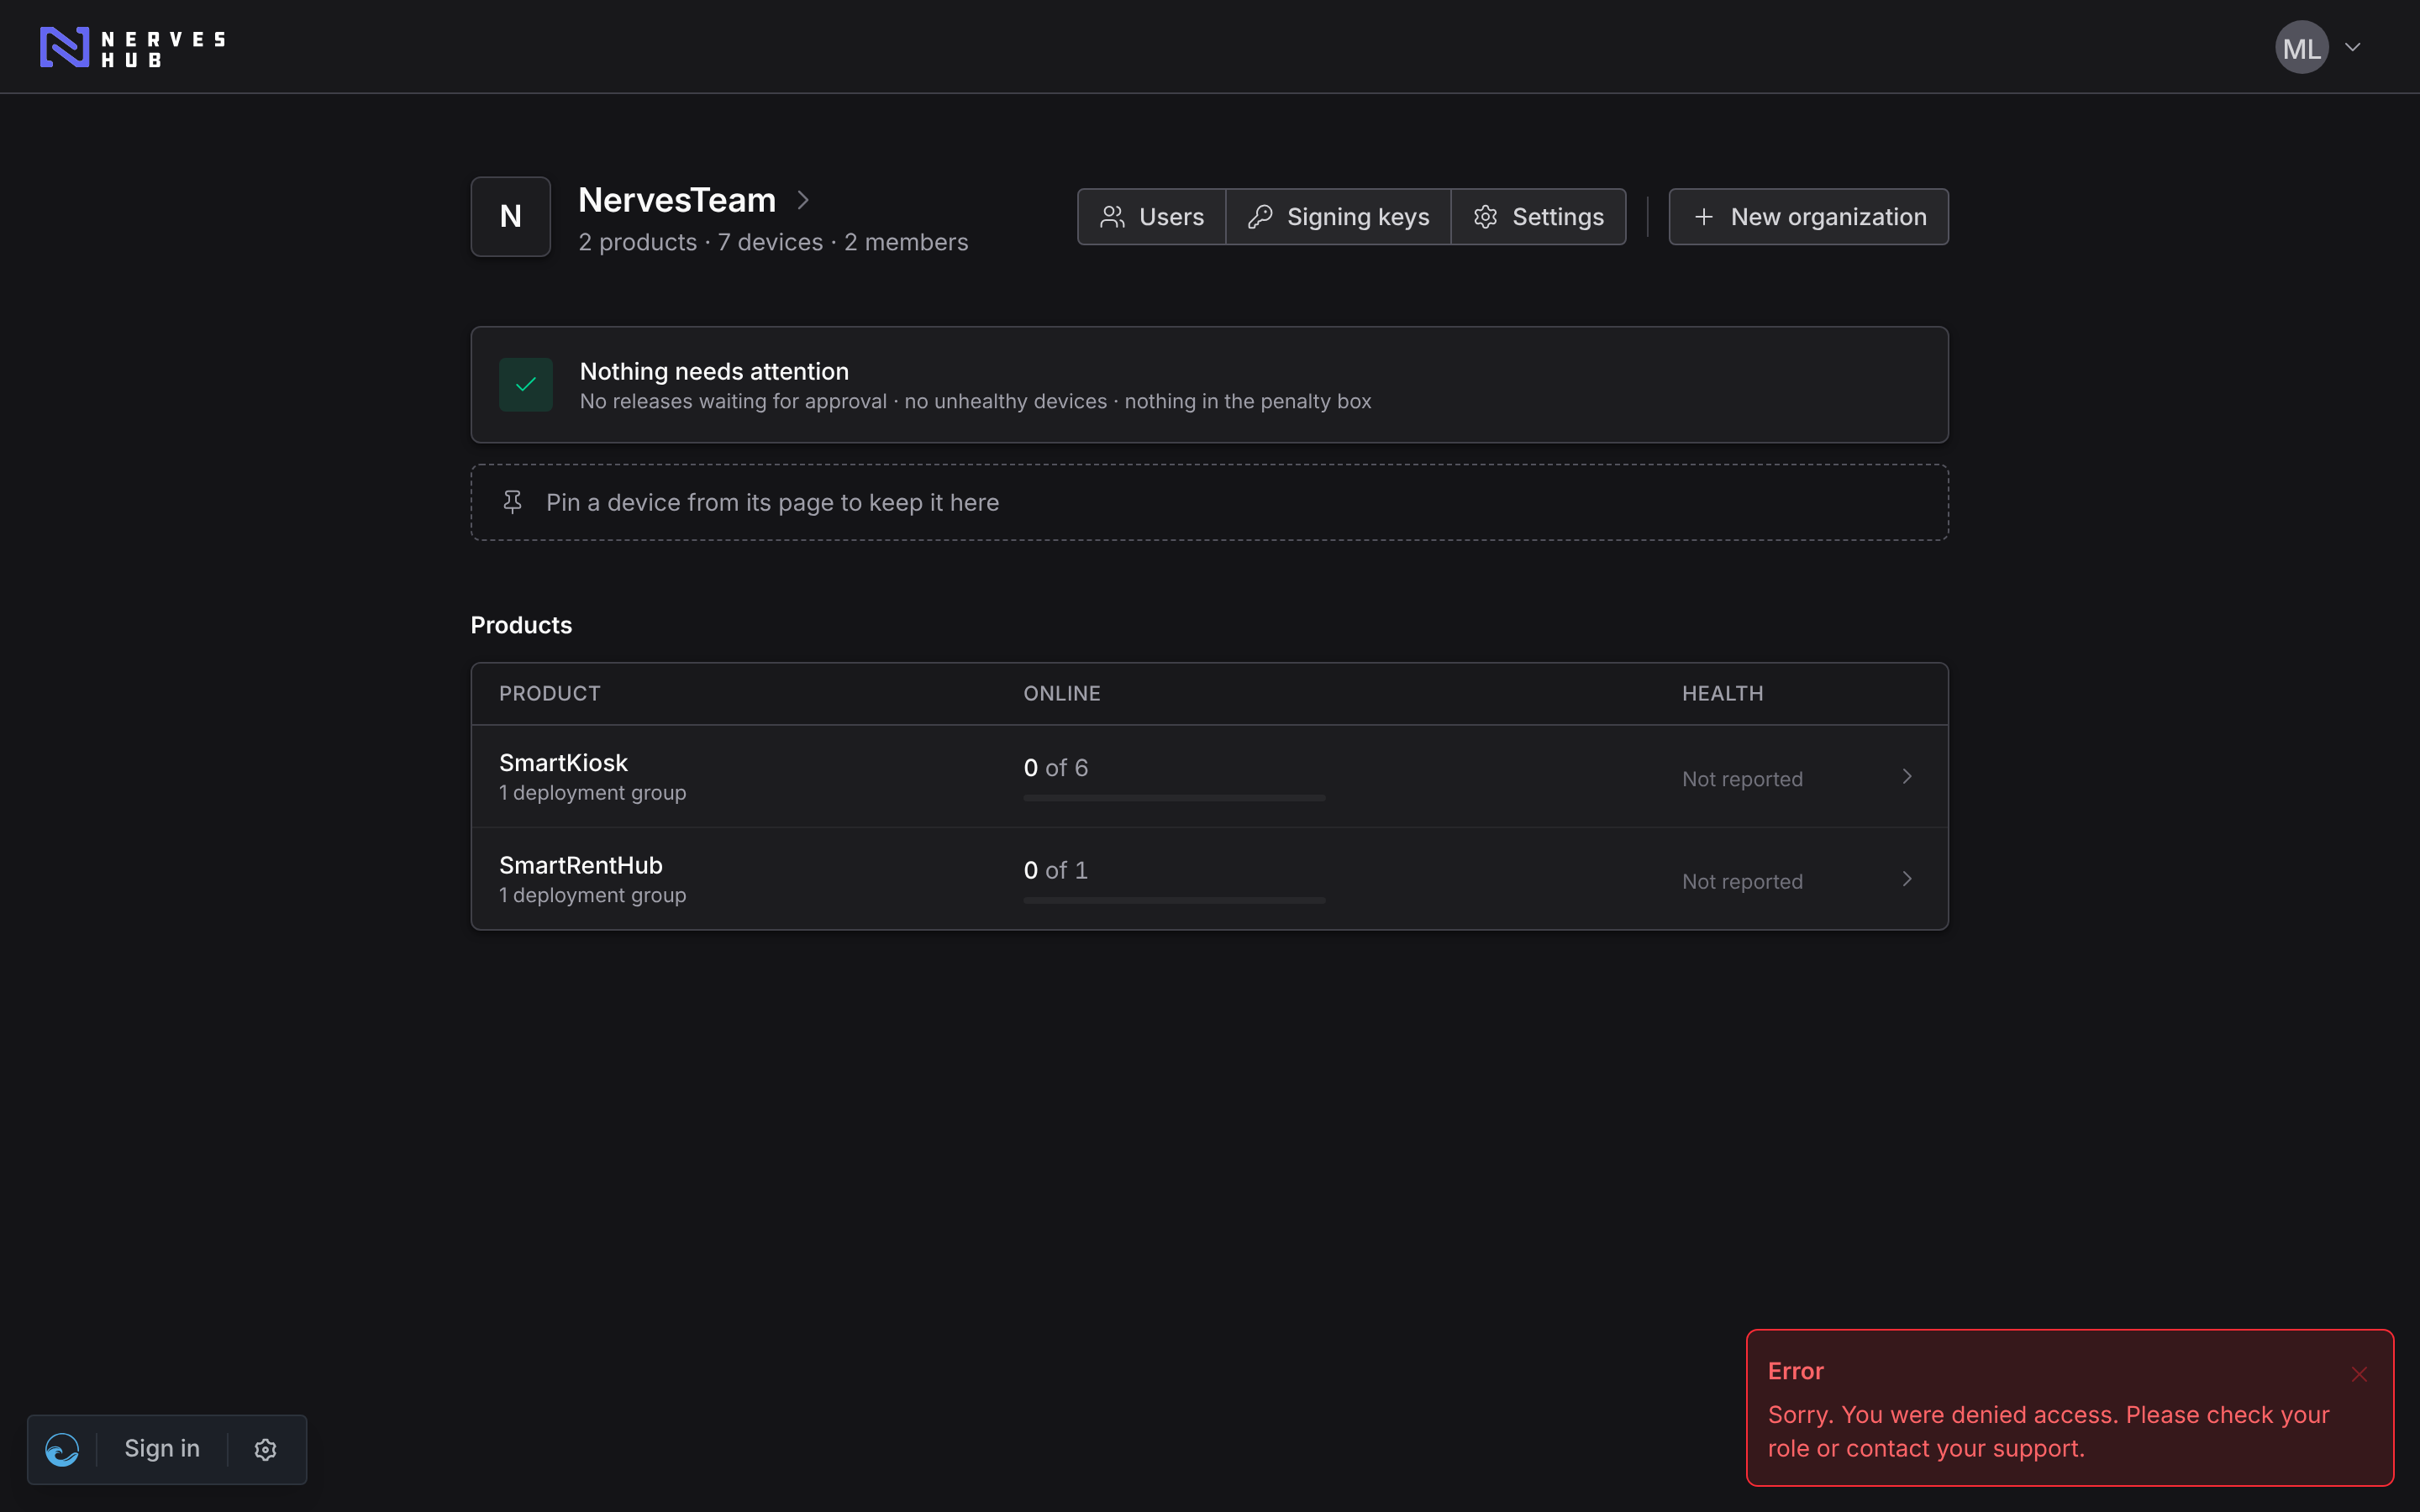 NERVES
HUB
ML
N
NervesTeam
2 products · 7 devices · 2 members
Users
Signing keys
Settings
New organization
Nothing needs attention
No releases waiting for approval · no unhealthy devices · nothing in the penalty box
Pin a device from its page to keep it here
Products
PRODUCT ONLINE HEALTH
SmartKiosk
1 deployment group
0 of 6
Not reported
SmartRentHub
1 deployment group
0 of 1
Not reported
Error
Sorry. You were denied access. Please check your
role or contact your support.
Sign in